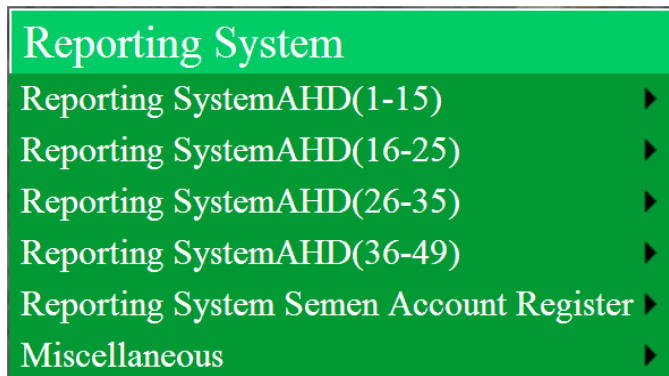 Reporting System
Reporting SystemAHD(1-15)
Reporting SystemAHD(16-25)
Reporting SystemAHD(26-35)
Reporting SystemAHD(36-49)
Reporting System Semen Account Register
Miscellaneous